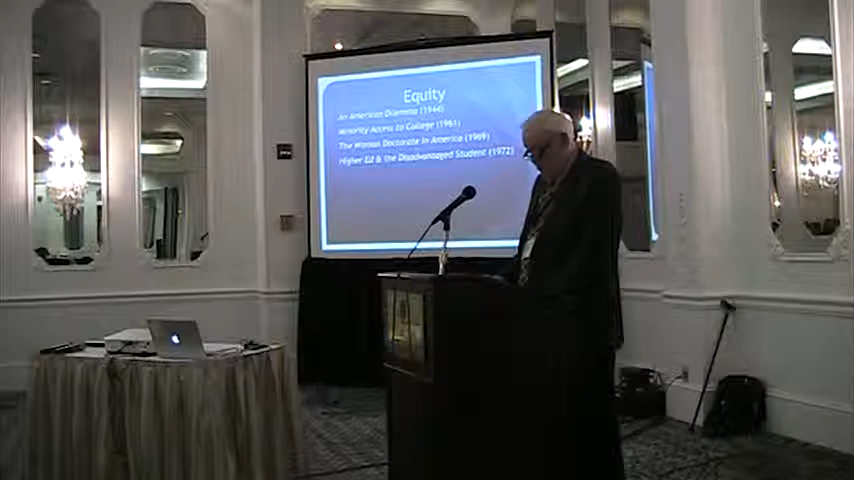 Equity
An American Dilemma (1944)
Minority Access to College (1961)
The Woman Doctorate in America (1969)
Higher Ed & the Disadvantaged Student (1972)